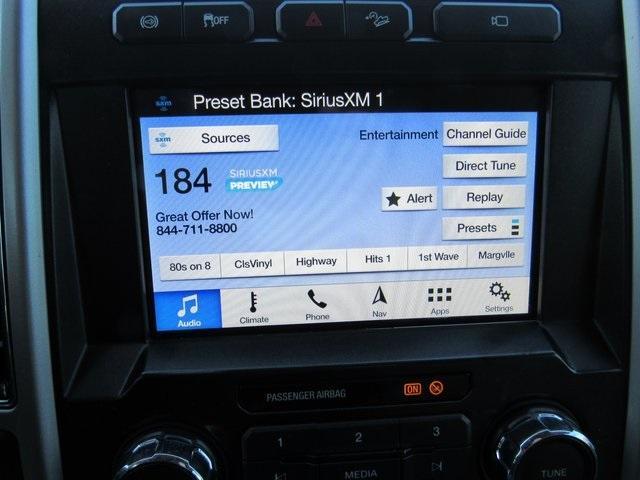 OFF
sxm Preset Bank: SiriusXM 1
sxm Sources
Entertainment
Channel Guide
184
SIRIUSXM
PREVIEW
Direct Tune
Alert
Replay
Great Offer Now!
844-711-8800
Presets
80s on 8 ClsVinyl Highway Hits 1 1st Wave Margvlle
Audio Climate Phone Nav Apps Settings
PASSENGER AIRBAG ON
1 2 3
MEDIA
TUNE